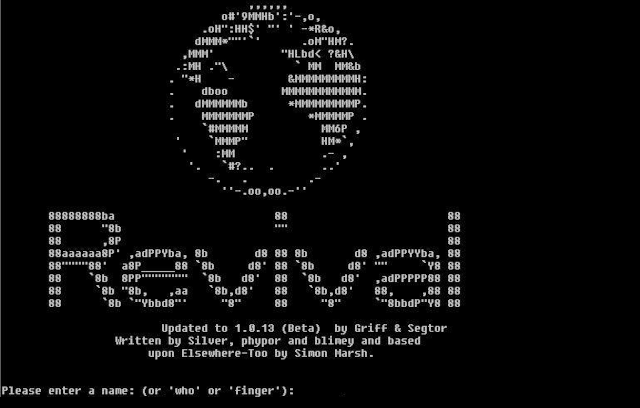 Revival
Updated to 1.0.13 (Beta)  by Griff & Segtor
Written by Silver, phypor and blimey and based
upon Elsewhere-Too by Simon Marsh.
Please enter a name: (or 'who' or 'finger'):